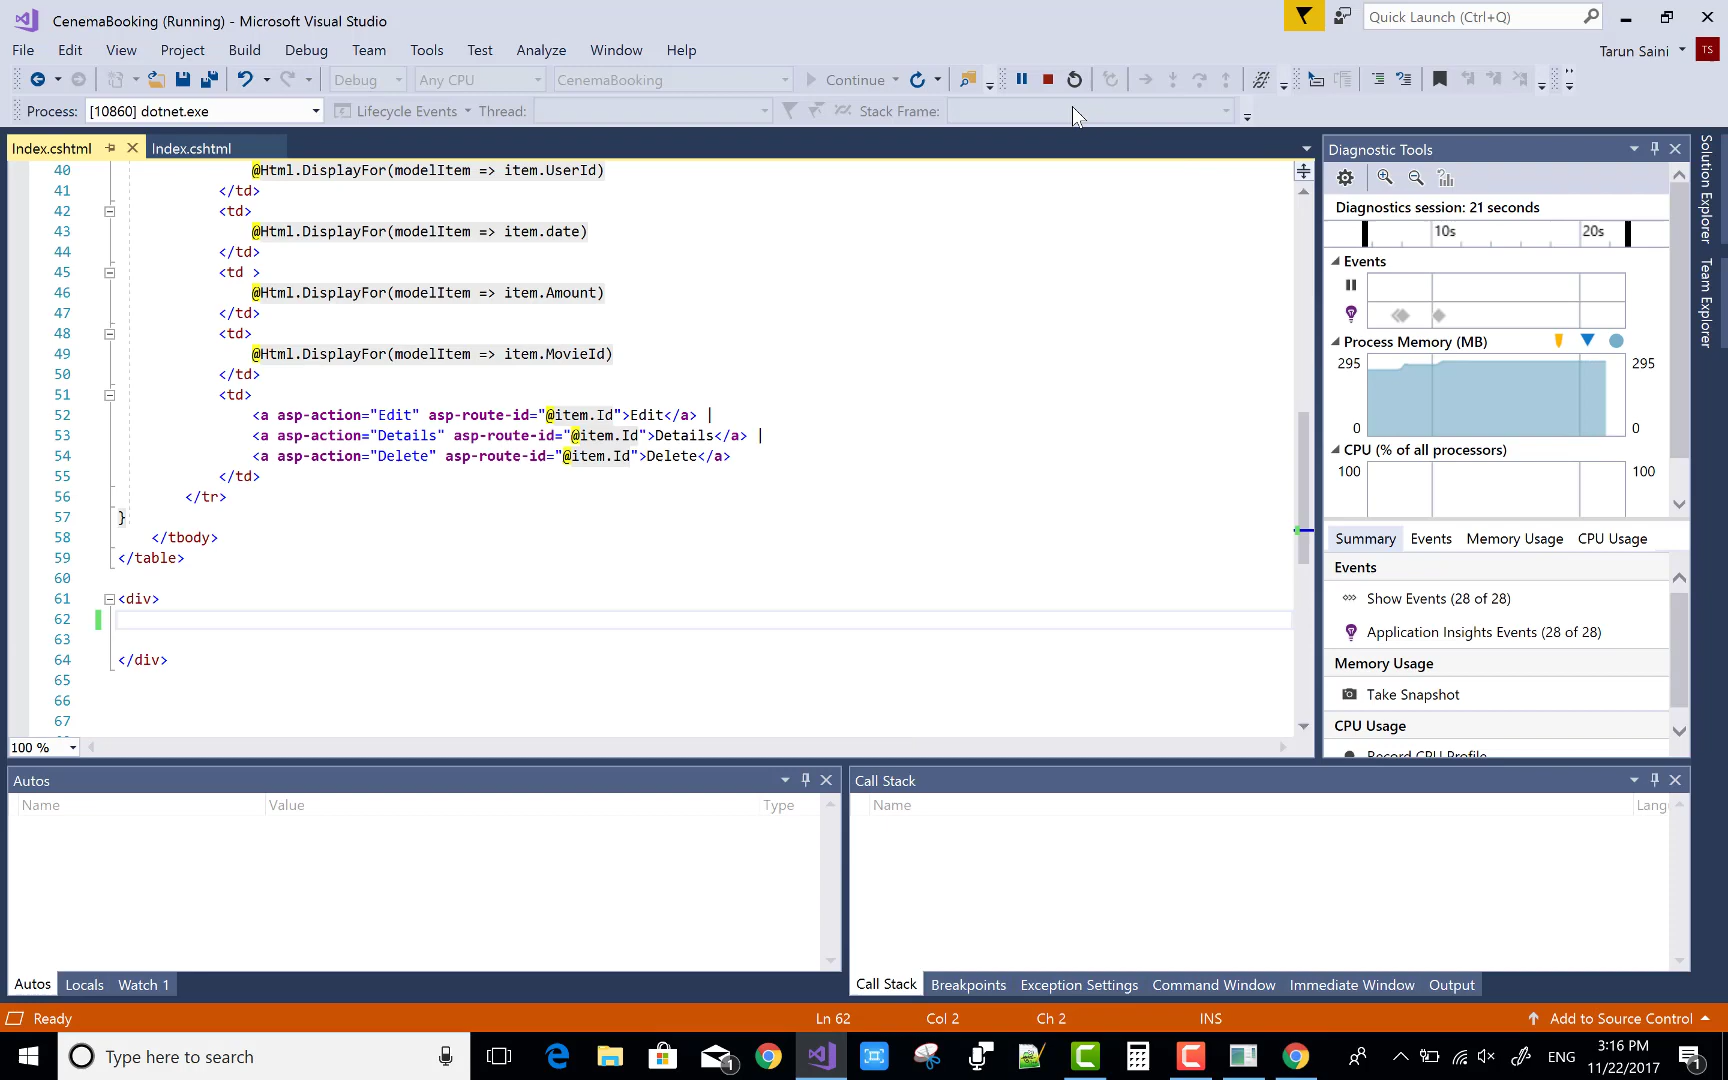 CenemaBooking (Running) - Microsoft Visual Studio
Quick Launch (Ctrl+Q)
File Edit View Project Build Debug Team Tools Test Analyze Window Help
Tarun Saini TS
Debug Any CPU CenemaBooking Continue
Process: [10860] dotnet.exe Lifecycle Events Thread: Stack Frame:
Index.cshtml Index.cshtml
40 @Html.DisplayFor(modelItem => item.UserId)
41 </td>
42 <td>
43 @Html.DisplayFor(modelItem => item.date)
44 </td>
45 <td >
46 @Html.DisplayFor(modelItem => item.Amount)
47 </td>
48 <td>
49 @Html.DisplayFor(modelItem => item.MovieId)
50 </td>
51 <td>
52 <a asp-action="Edit" asp-route-id="@item.Id">Edit</a> |
53 <a asp-action="Details" asp-route-id="@item.Id">Details</a> |
54 <a asp-action="Delete" asp-route-id="@item.Id">Delete</a>
55 </td>
56 </tr>
57 }
58 </tbody>
59 </table>
60
61 <div>
62
63
64 </div>
65
66
67
100 %
Diagnostic Tools
Diagnostics session: 21 seconds
10s 20s
Events
Process Memory (MB)
295 295
0 0
CPU (% of all processors)
100 100
Summary Events Memory Usage CPU Usage
Events
Show Events (28 of 28)
Application Insights Events (28 of 28)
Memory Usage
Take Snapshot
CPU Usage
Record CPU Profile
Solution Explorer
Team Explorer
Autos
Name Value Type
Autos Locals Watch 1
Call Stack
Name Lang
Call Stack Breakpoints Exception Settings Command Window Immediate Window Output
Ready Ln 62 Col 2 Ch 2 INS Add to Source Control
Type here to search
1
ENG
3:16 PM
11/22/2017
1